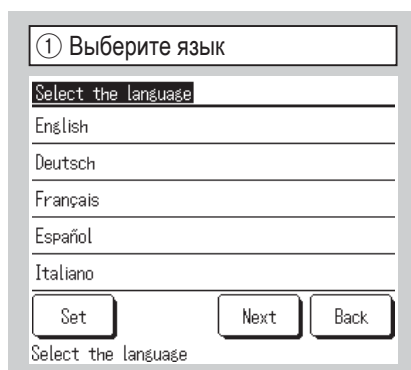 ① Выберите язык
Select the language
English
Deutsch
Français
Español
Italiano
Set Next Back
Select the language